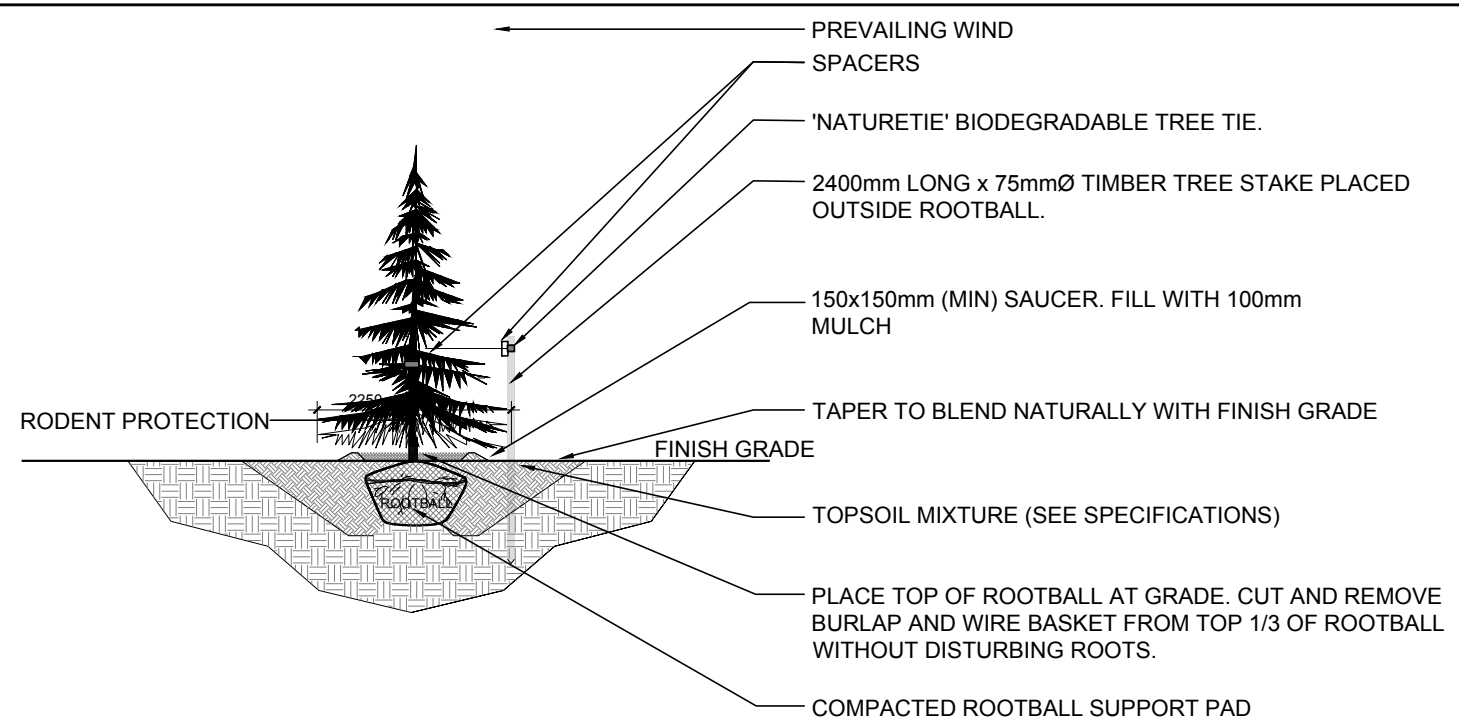 PREVAILING WIND
SPACERS
'NATURETIE' BIODEGRADABLE TREE TIE.
2400mm LONG x 75mmØ TIMBER TREE STAKE PLACED
OUTSIDE ROOTBALL.
150x150mm (MIN) SAUCER. FILL WITH 100mm
MULCH
2250
RODENT PROTECTION
TAPER TO BLEND NATURALLY WITH FINISH GRADE
FINISH GRADE
ROOTBALL
TOPSOIL MIXTURE (SEE SPECIFICATIONS)
PLACE TOP OF ROOTBALL AT GRADE. CUT AND REMOVE
BURLAP AND WIRE BASKET FROM TOP 1/3 OF ROOTBALL
WITHOUT DISTURBING ROOTS.
COMPACTED ROOTBALL SUPPORT PAD